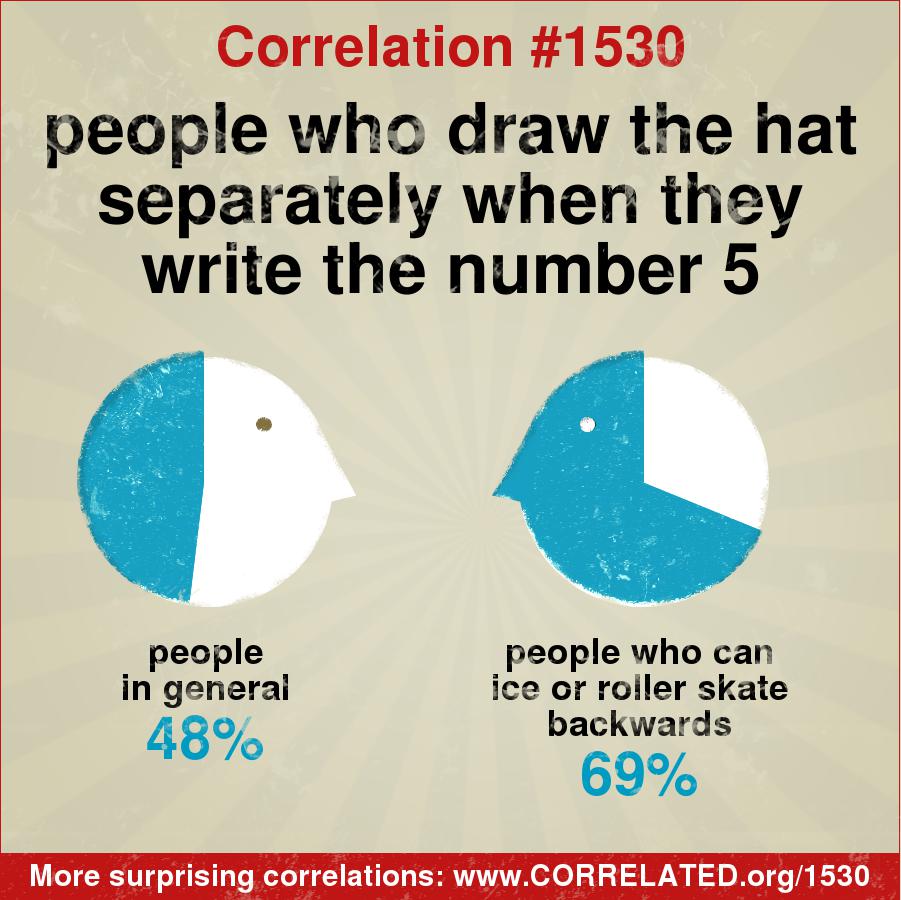 Correlation #1530
people who draw the hat
separately when they
write the number 5
people
in general
48%
people who can
ice or roller skate
backwards
69%
More surprising correlations: www.CORRELATED.org/1530